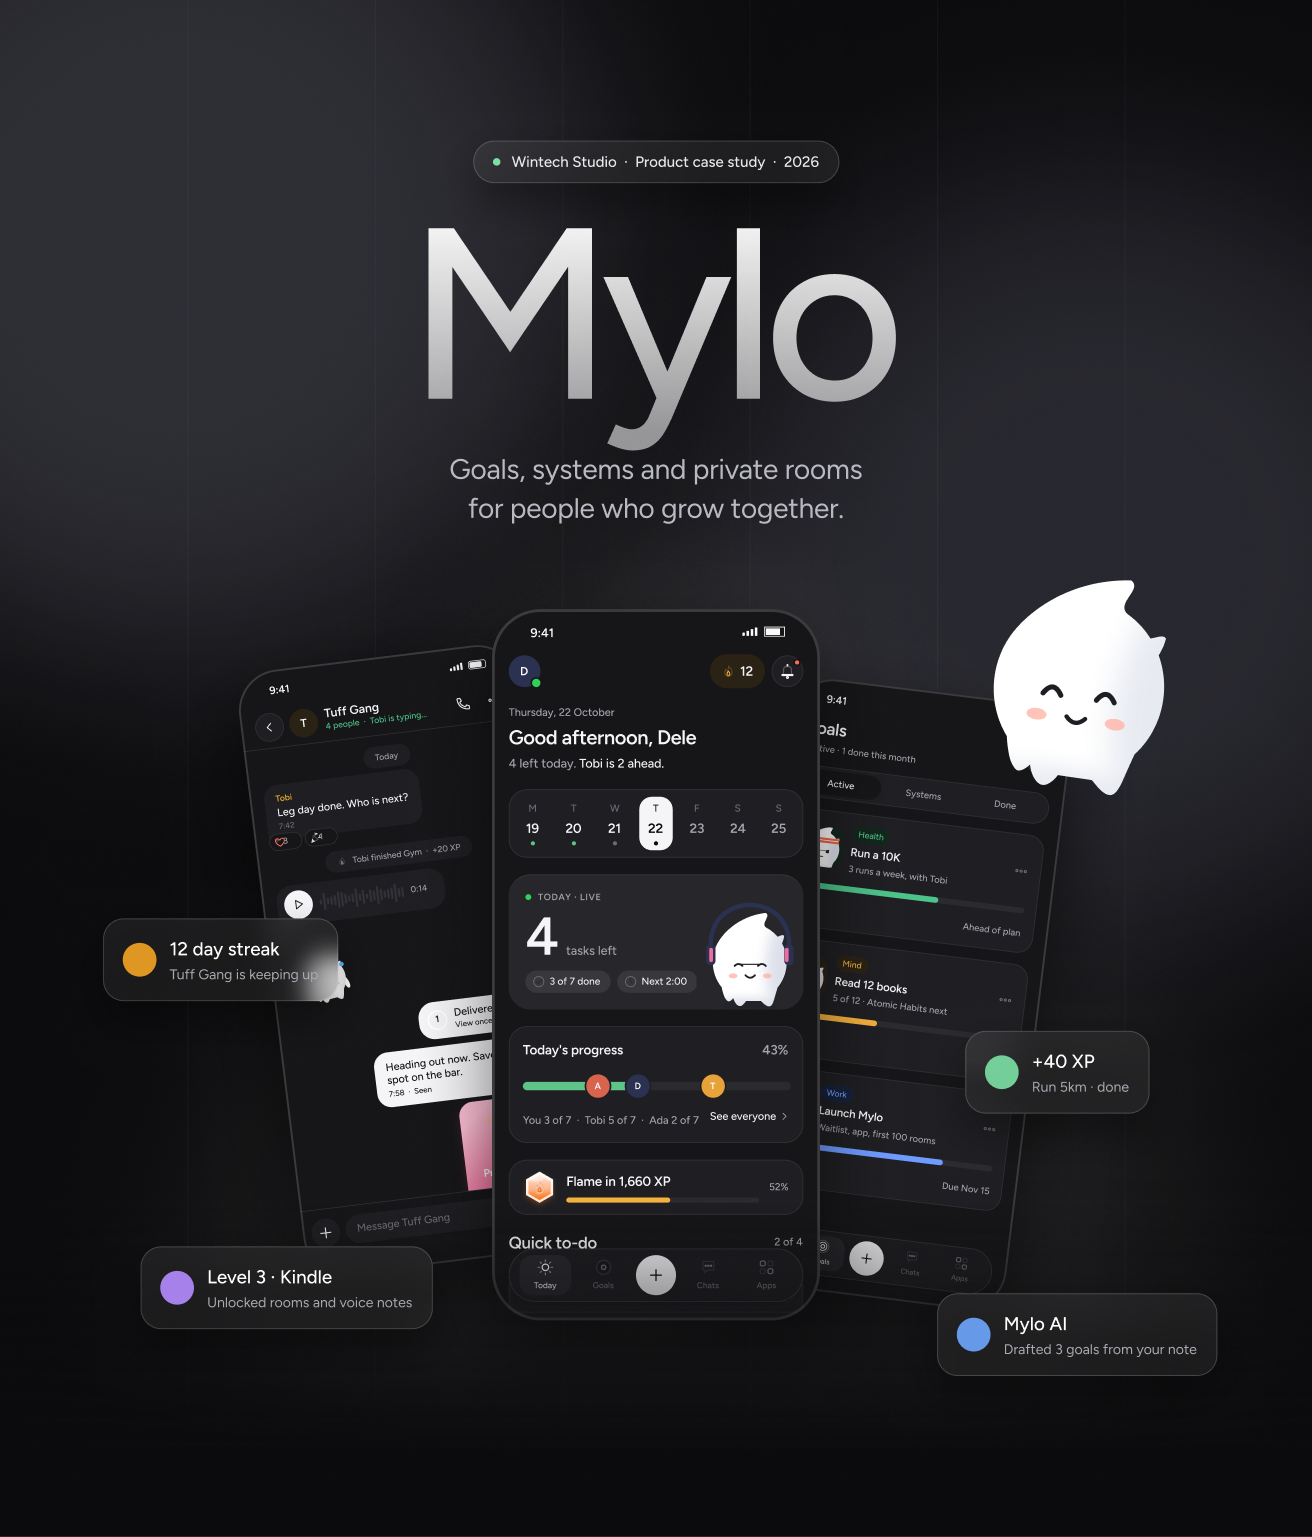 Wintech Studio · Product case study · 2026
Mylo
Goals, systems and private rooms
for people who grow together.
9:41
Tuff Gang
T
4 people · Tobi is typing...
Today
Tobi
Leg day done. Who is next?
7:42
Tobi finished Gym · +20 XP
0:14
12 day streak
Tuff Gang is keeping up
1
View once
Heading out now.
spot on the bar.
7:58 · Seen
Message Tuff Gang
Level 3 · Kindle
Unlocked rooms and voice notes
9:41
D
12
Thursday, 22 October
Good afternoon, Dele
4 left today. Tobi is 2 ahead.
M T W T F S S
19 20 21 22 23 24 25
TODAY · LIVE
4 tasks left
3 of 7 done
Next 2:00
Today's progress
43%
A D T
You 3 of 7 · Tobi 5 of 7 · Ada 2 of 7
See everyone
Flame in 1,660 XP
52%
Quick to-do
2 of 4
Today
Goals
Chats
Apps
9:41
1 done this month
Active
Systems
Done
Health
Run a 10K
3 runs a week, with Tobi
Ahead of plan
Mind
Read 12 books
5 of 12 · Atomic Habits next
+40 XP
Run 5km · done
Work
Launch Mylo
Waitlist, app, first 100 rooms
Due Nov 15
Chats
Apps
Mylo AI
Drafted 3 goals from your note